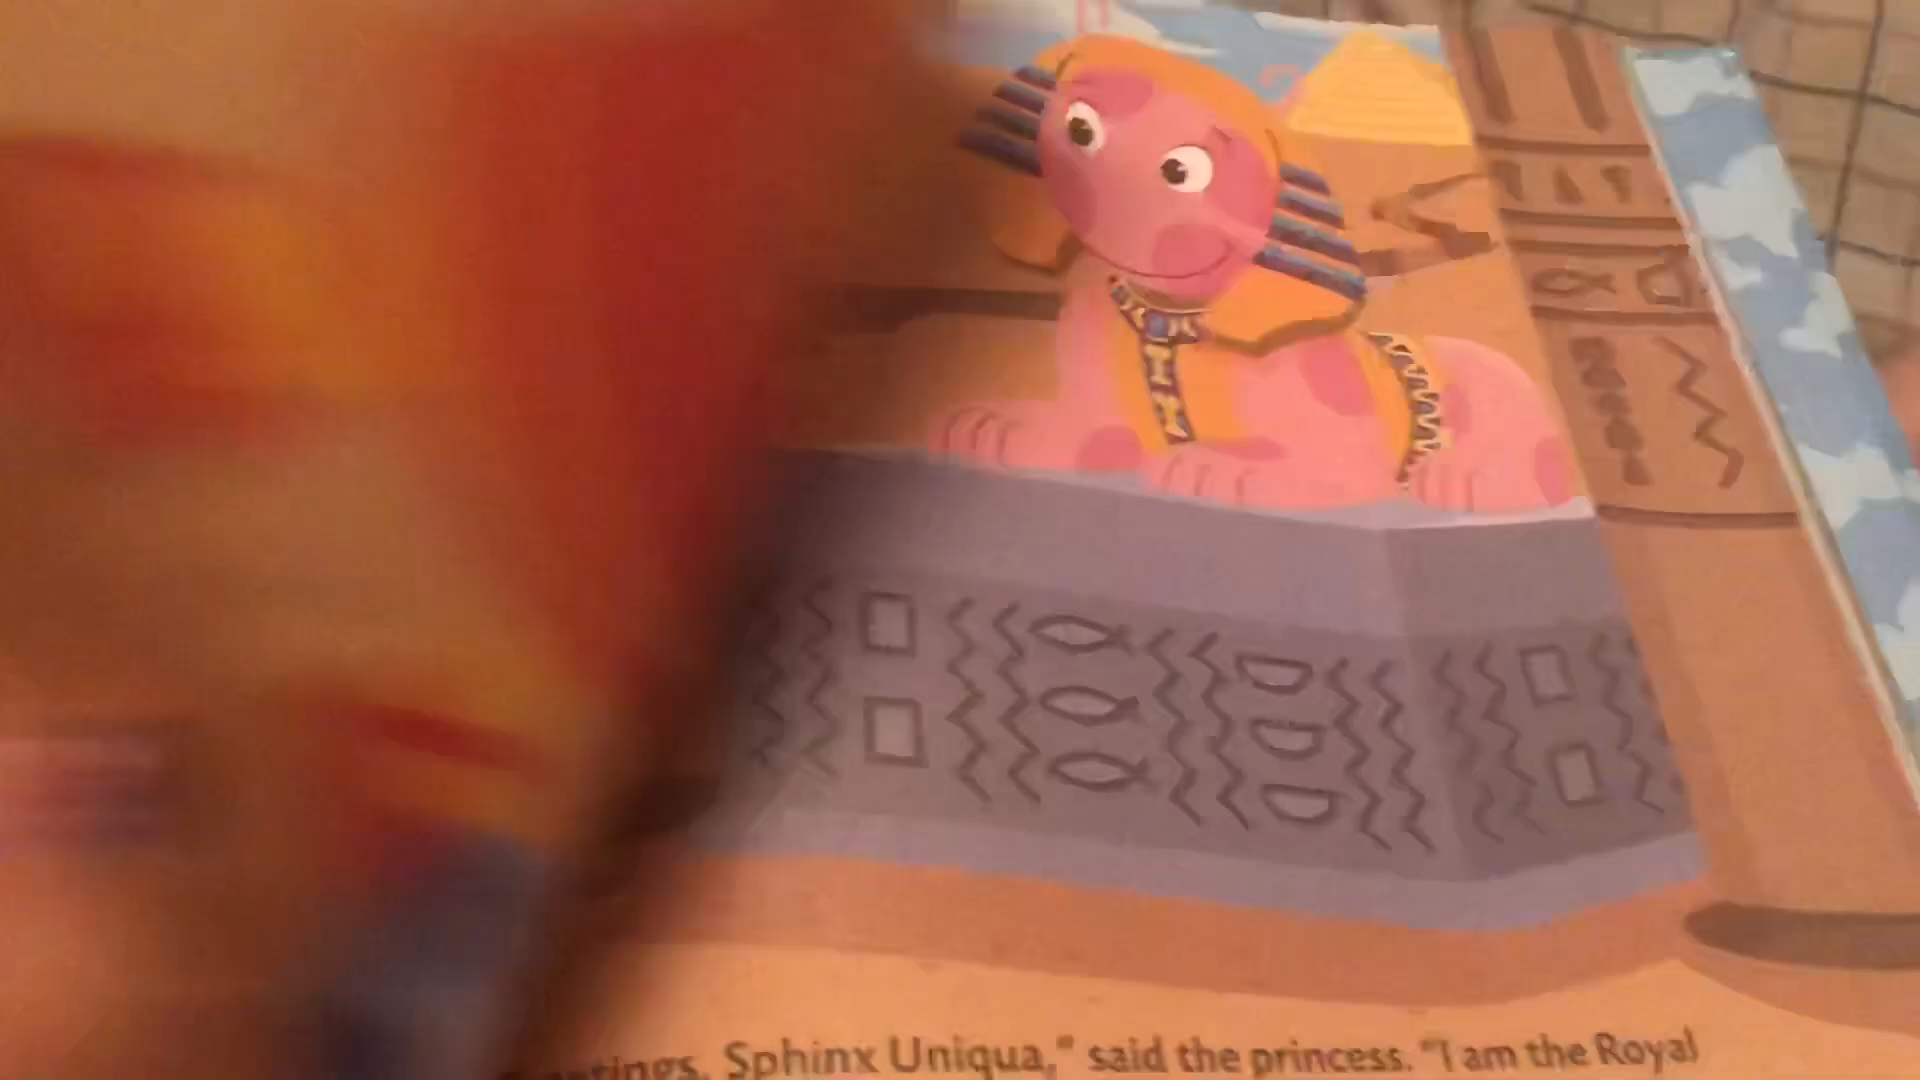 Sphinx Uniqua," said the princess. "I am the Royal